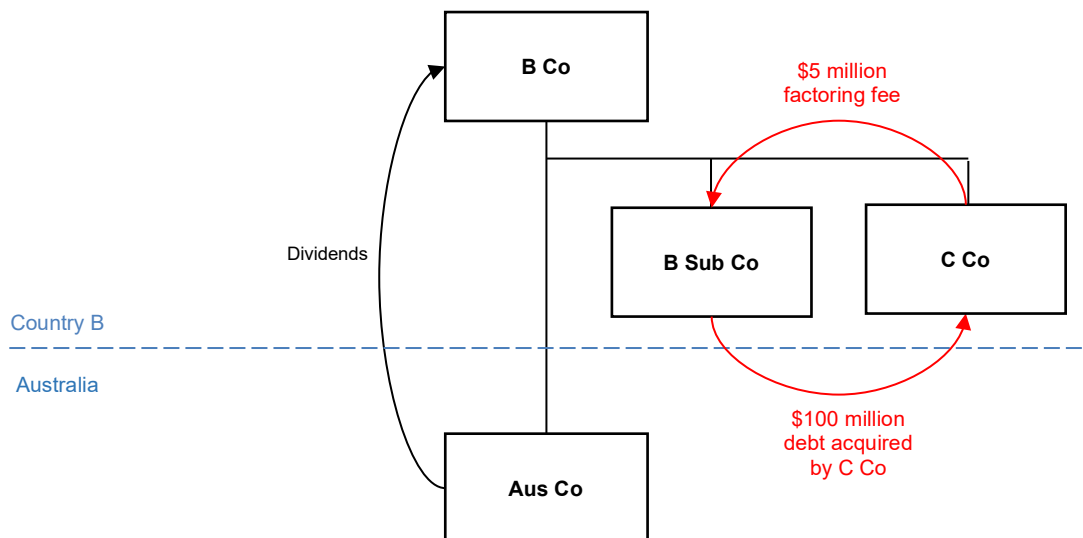 B Co
$5 million
factoring fee
Dividends
B Sub Co
C Co
Country B
Australia
$100 million
debt acquired
by C Co
Aus Co